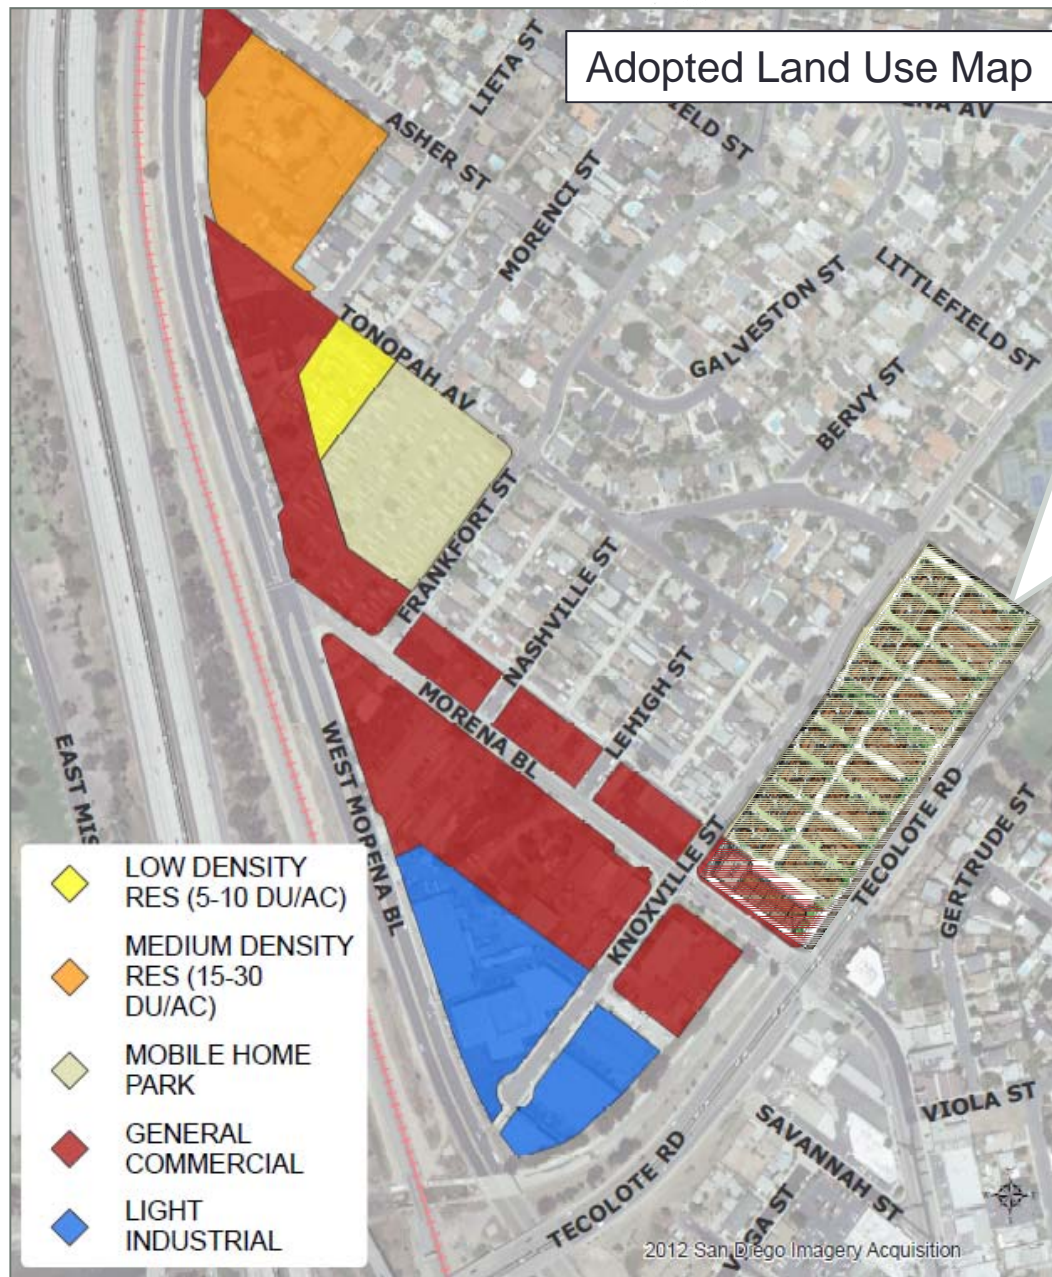 Adopted Land Use Map
LIETA ST
ASHER ST
MORENCI ST
IELD ST
ENA AV
GALVESTON ST
LITTLEFIELD ST
BERVY ST
TONOPAH AV
FRANKFORT ST
NASHVILLE ST
LEHIGH ST
MORENA BL
WEST MORENA BL
EAST MIS
KNOXVILLE ST
TECOLOTE RD
GERTRUDE ST
LOW DENSITY
RES (5-10 DU/AC)
MEDIUM DENSITY
RES (15-30
DU/AC)
MOBILE HOME
PARK
GENERAL
COMMERCIAL
LIGHT
INDUSTRIAL
VIOLA ST
SAVANNAH ST
TECOLOTE RD
2012 San Diego Imagery Acquisition